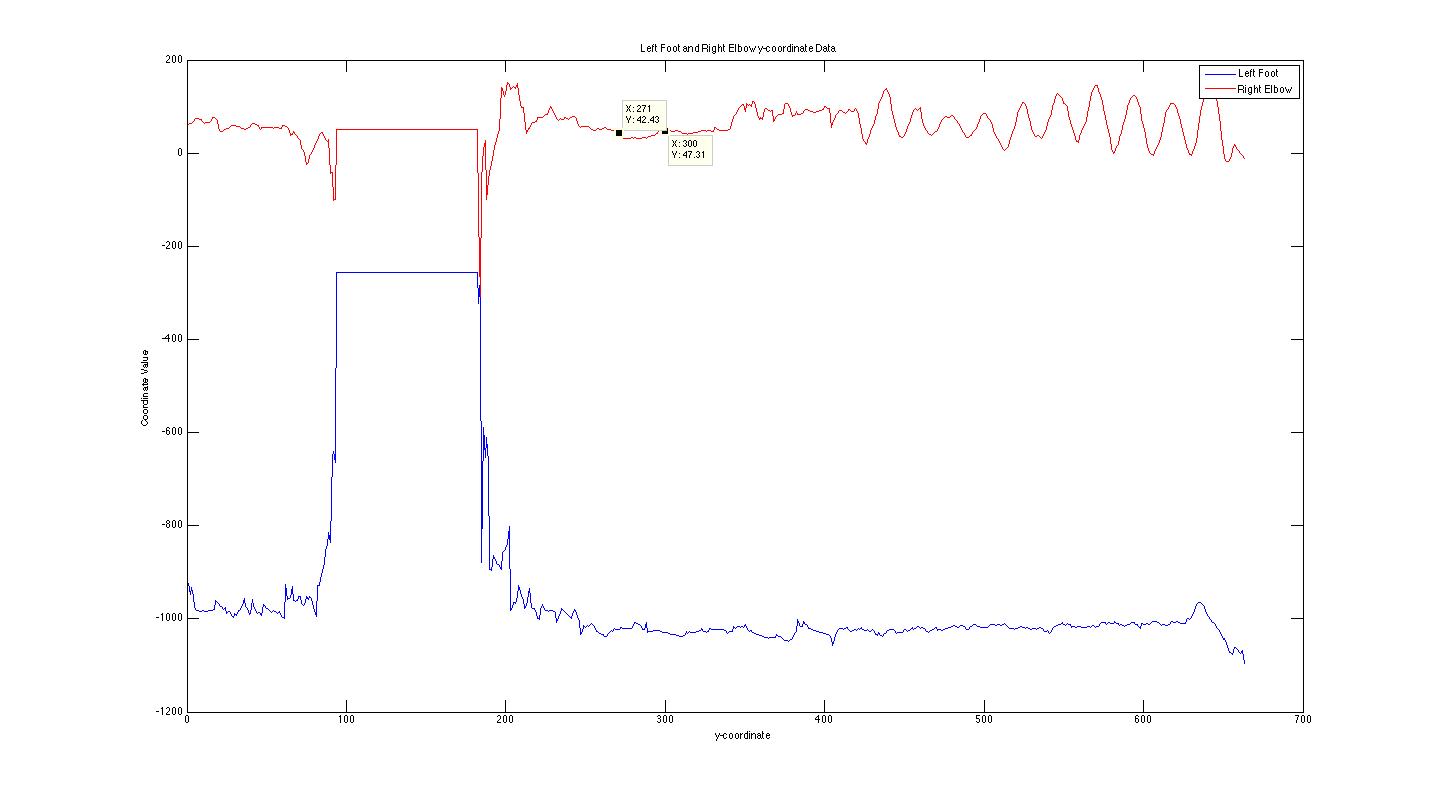 Left Foot and Right Elbow y-coordinate Data
200
Left Foot
Right Elbow
X: 271
Y: 42.43
X: 300
Y: 47.31
0
-200
-400
Coordinate Value
-600
-800
-1000
-1200
0 100 200 300 400 500 600 700
y-coordinate